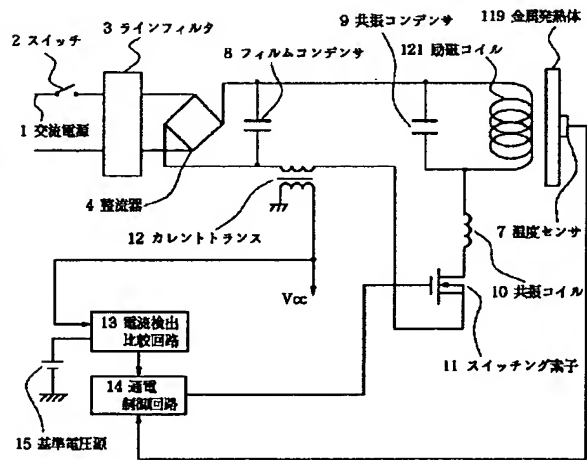 119 金属発熱体
9 共振コンデンサ
3 ラインフィルタ
2 スイッチ
8 フィルムコンデンサ
121 励磁コイル
1 交流電源
4 整流器
7 温度センサ
12 カレントトランス
10 共振コイル
Vcc
13 電流検出
比較回路
11 スイッチング素子
14 通電
制御回路
15 基準電圧源